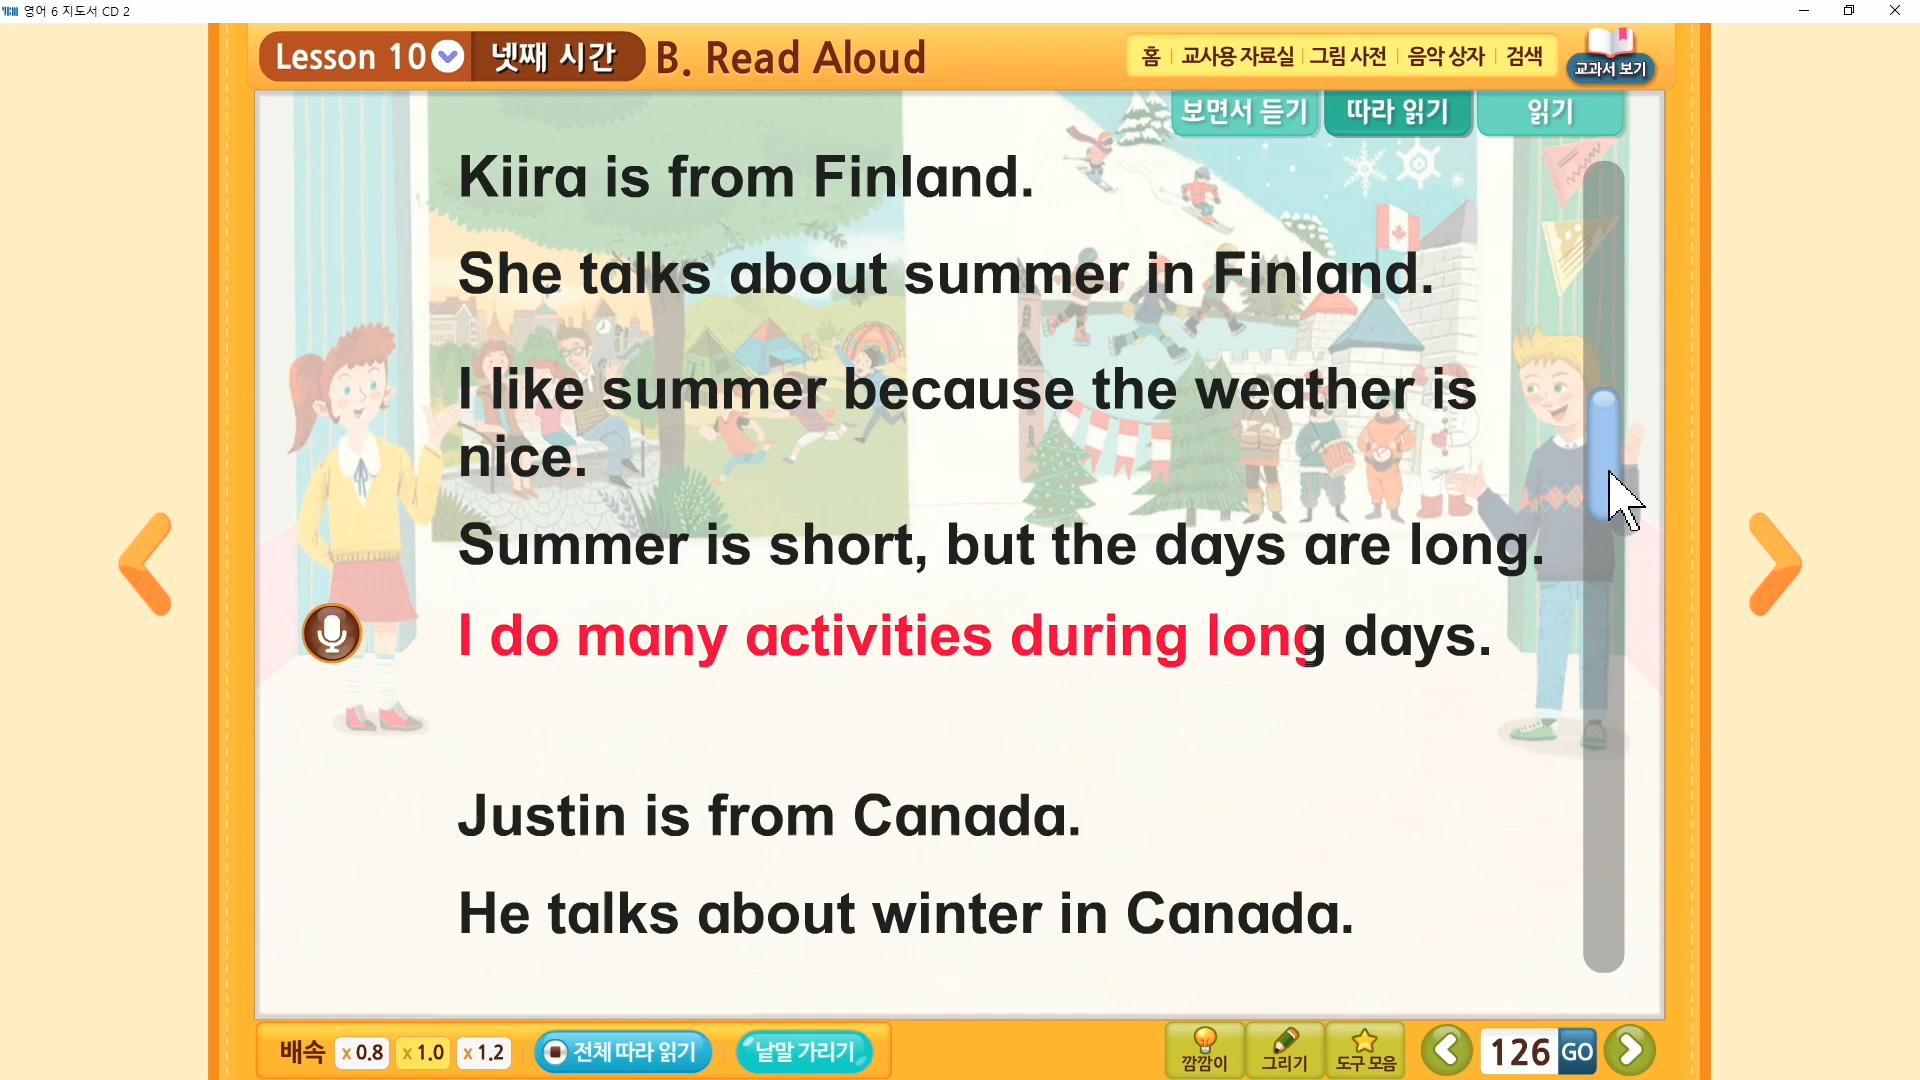 영어 6 지도서 CD 2
Lesson 10 넷째 시간 B. Read Aloud
홈 교사용 자료실 그림 사전 음악 상자 검색 교과서 보기
보면서 듣기 따라 읽기 읽기
Kiira is from Finland.
She talks about summer in Finland.
I like summer because the weather is
nice.
Summer is short, but the days are long.
I do many activities during long days.
Justin is from Canada.
He talks about winter in Canada.
배속 x 0.8 x 1.0 x 1.2 전체 따라 읽기 낱말 가리기 깜깜이 그리기 도구 모음 126 GO